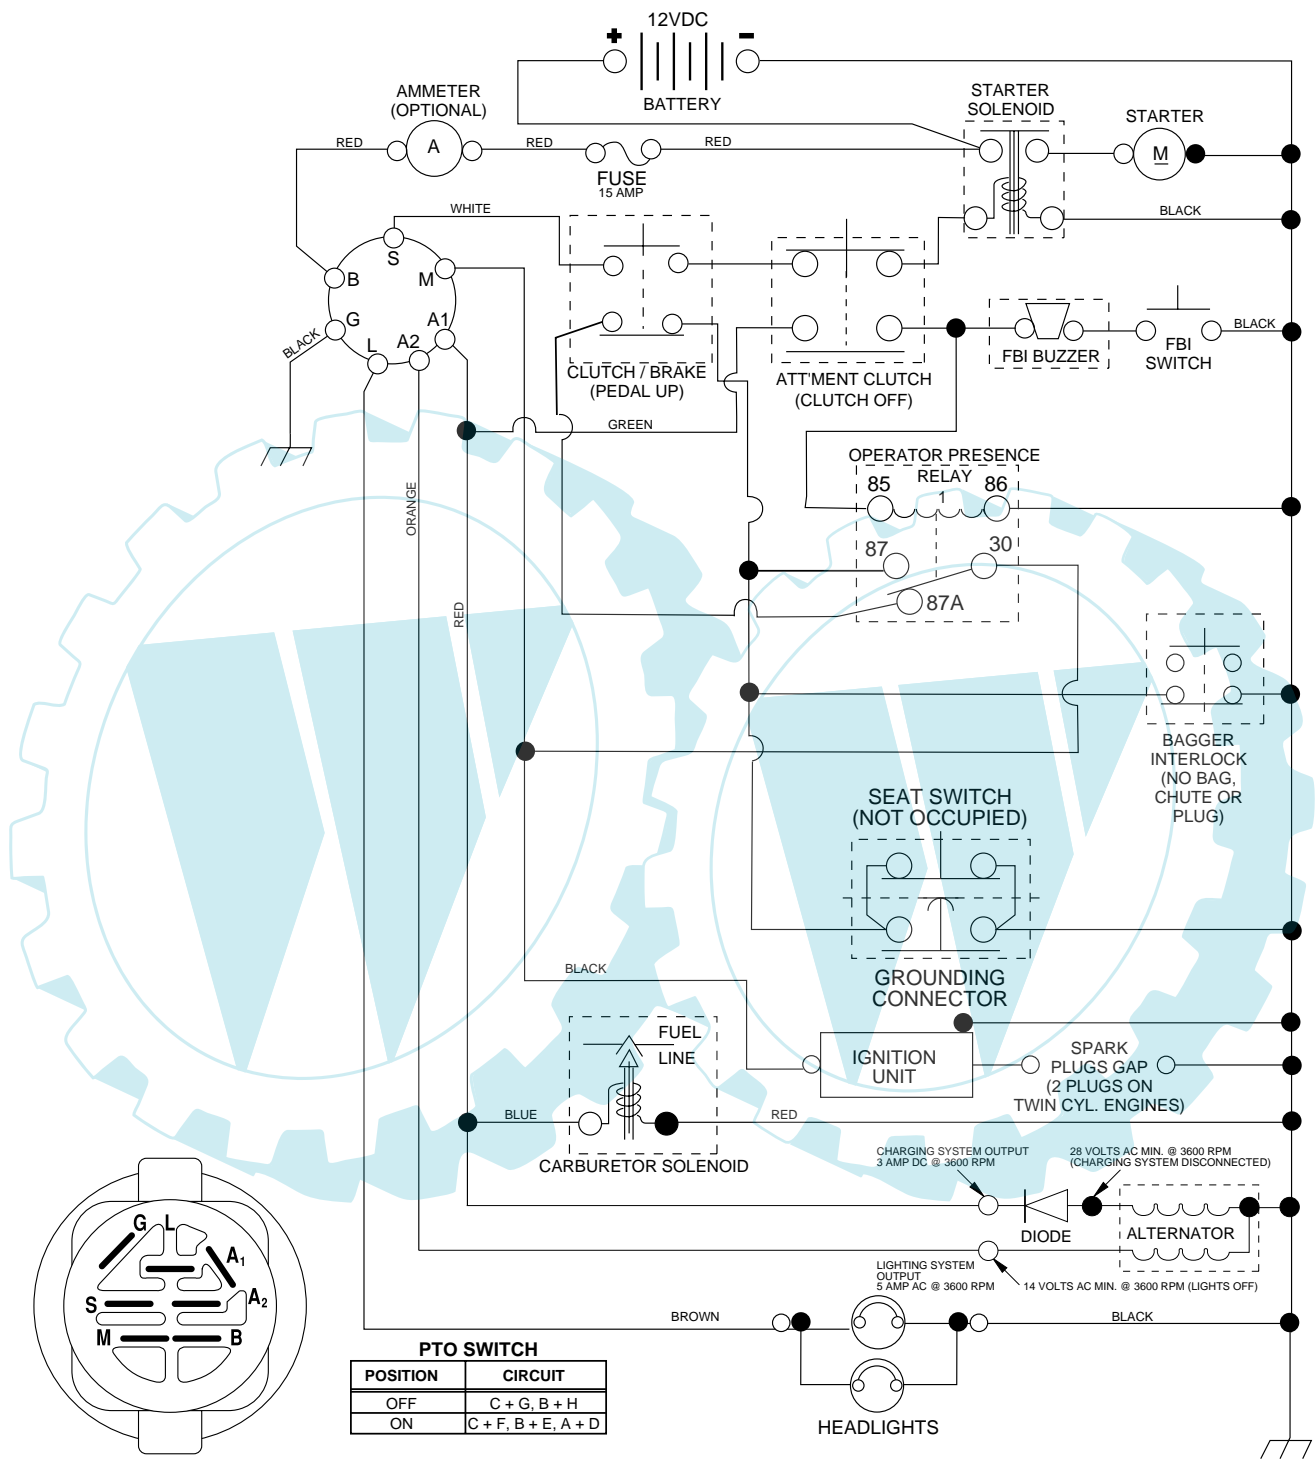 12VDC
+
-
BATTERY
AMMETER
(OPTIONAL)
A
RED
RED
RED
FUSE
15 AMP
STARTER
SOLENOID
STARTER
M
BLACK
WHITE
S
B
M
G
A1
A2
L
BLACK
CLUTCH / BRAKE
(PEDAL UP)
ATT'MENT CLUTCH
(CLUTCH OFF)
FBI BUZZER
FBI
SWITCH
BLACK
GREEN
ORANGE
RED
OPERATOR PRESENCE
RELAY
85
1
86
87
30
87A
BAGGER
INTERLOCK
(NO BAG,
CHUTE OR
PLUG)
SEAT SWITCH
(NOT OCCUPIED)
BLACK
GROUNDING
CONNECTOR
FUEL
LINE
IGNITION
UNIT
SPARK
PLUGS GAP
(2 PLUGS ON
TWIN CYL. ENGINES)
BLUE
RED
CARBURETOR SOLENOID
CHARGING SYSTEM OUTPUT
3 AMP DC @ 3600 RPM
28 VOLTS AC MIN. @ 3600 RPM
(CHARGING SYSTEM DISCONNECTED)
DIODE
ALTERNATOR
LIGHTING SYSTEM
OUTPUT
5 AMP AC @ 3600 RPM
14 VOLTS AC MIN. @ 3600 RPM (LIGHTS OFF)
BROWN
BLACK
HEADLIGHTS
G
L
A1
S
A2
M
B
PTO SWITCH
POSITION CIRCUIT
OFF C + G, B + H
ON C + F, B + E, A + D